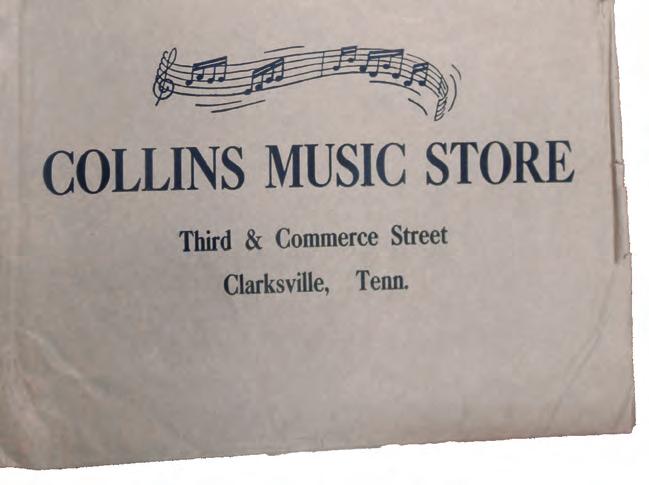 COLLINS MUSIC STORE
Third & Commerce Street
Clarksville, Tenn.